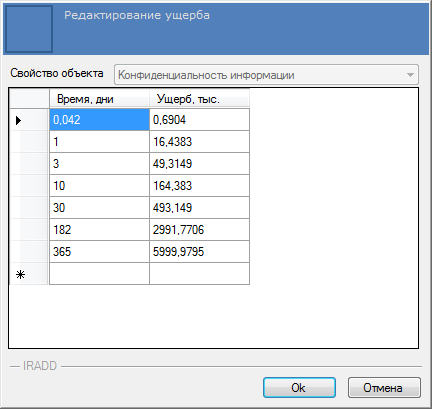 Редактирование ущерба
Свойство объекта Конфиденциальность информации
Время, дни Ущерб, тыс.
0,042 0,6904
1 16,4383
3 49,3149
10 164,383
30 493,149
182 2991,7706
365 5999,9795
IRADD
Ok Отмена